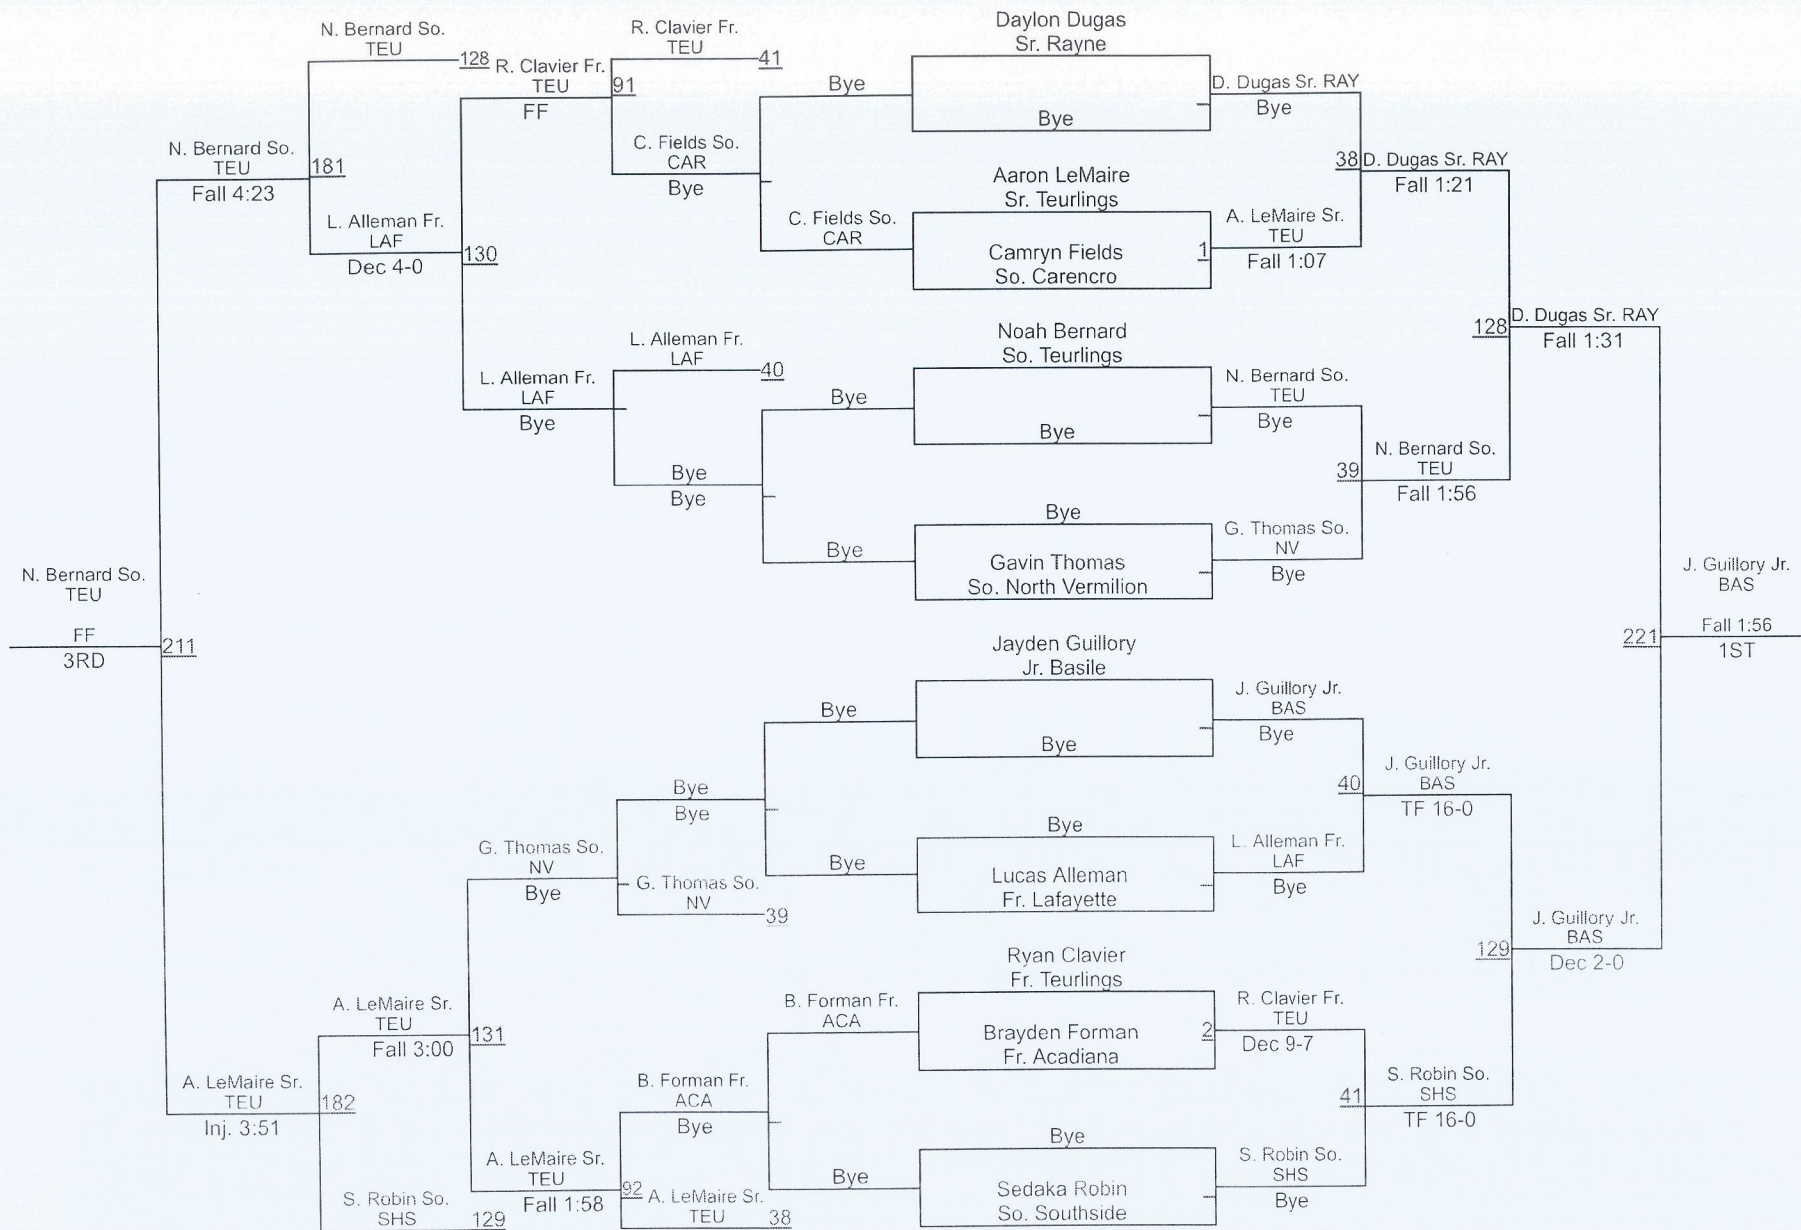 N. Bernard So.
TEU
128
R. Clavier Fr.
TEU
FF
91
R. Clavier Fr.
TEU
41
Bye
Daylon Dugas
Sr. Rayne
Bye
D. Dugas Sr. RAY
Bye
N. Bernard So.
TEU
Fall 4:23
181
C. Fields So.
CAR
Bye
Aaron LeMaire
Sr. Teurlings
38
D. Dugas Sr. RAY
Fall 1:21
L. Alleman Fr.
LAF
Dec 4-0
130
C. Fields So.
CAR
Camryn Fields
So. Carencro
1
A. LeMaire Sr.
TEU
Fall 1:07
L. Alleman Fr.
LAF
40
Noah Bernard
So. Teurlings
128
D. Dugas Sr. RAY
Fall 1:31
L. Alleman Fr.
LAF
Bye
Bye
Bye
N. Bernard So.
TEU
Bye
Bye
Bye
39
N. Bernard So.
TEU
Fall 1:56
Bye
Bye
Gavin Thomas
So. North Vermilion
G. Thomas So.
NV
Bye
N. Bernard So.
TEU
FF
3RD
211
J. Guillory Jr.
BAS
Fall 1:56
1ST
221
Jayden Guillory
Jr. Basile
Bye
Bye
J. Guillory Jr.
BAS
Bye
Bye
Bye
40
J. Guillory Jr.
BAS
TF 16-0
G. Thomas So.
NV
Bye
G. Thomas So.
NV
39
Bye
Bye
Lucas Alleman
Fr. Lafayette
L. Alleman Fr.
LAF
Bye
129
J. Guillory Jr.
BAS
Dec 2-0
A. LeMaire Sr.
TEU
Fall 3:00
131
B. Forman Fr.
ACA
Ryan Clavier
Fr. Teurlings
Brayden Forman
Fr. Acadiana
2
R. Clavier Fr.
TEU
Dec 9-7
A. LeMaire Sr.
TEU
Inj. 3:51
182
B. Forman Fr.
ACA
Bye
41
S. Robin So.
SHS
TF 16-0
A. LeMaire Sr.
TEU
Fall 1:58
92
A. LeMaire Sr.
TEU
38
Bye
Bye
Sedaka Robin
So. Southside
S. Robin So.
SHS
Bye
S. Robin So.
SHS
129